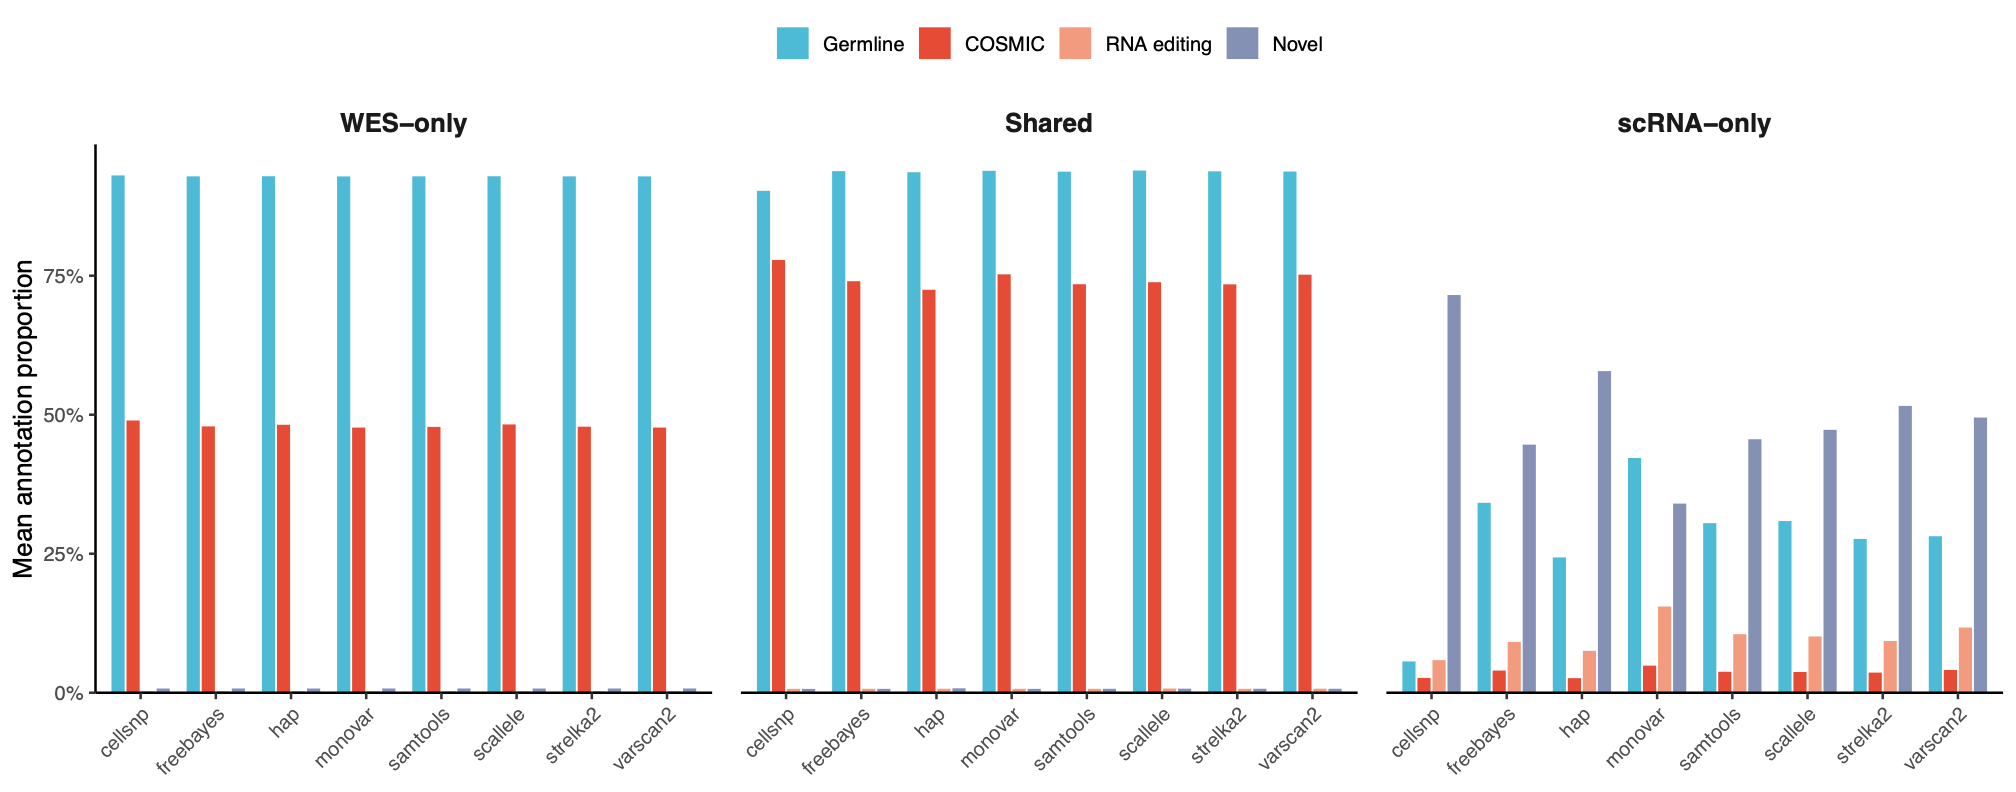 Germline COSMIC RNA editing Novel
WES−only Shared scRNA−only
Mean annotation proportion
75%
50%
25%
0%
cellsnp freebayes hap monovar samtools scallele strelka2 varscan2
cellsnp freebayes hap monovar samtools scallele strelka2 varscan2
cellsnp freebayes hap monovar samtools scallele strelka2 varscan2